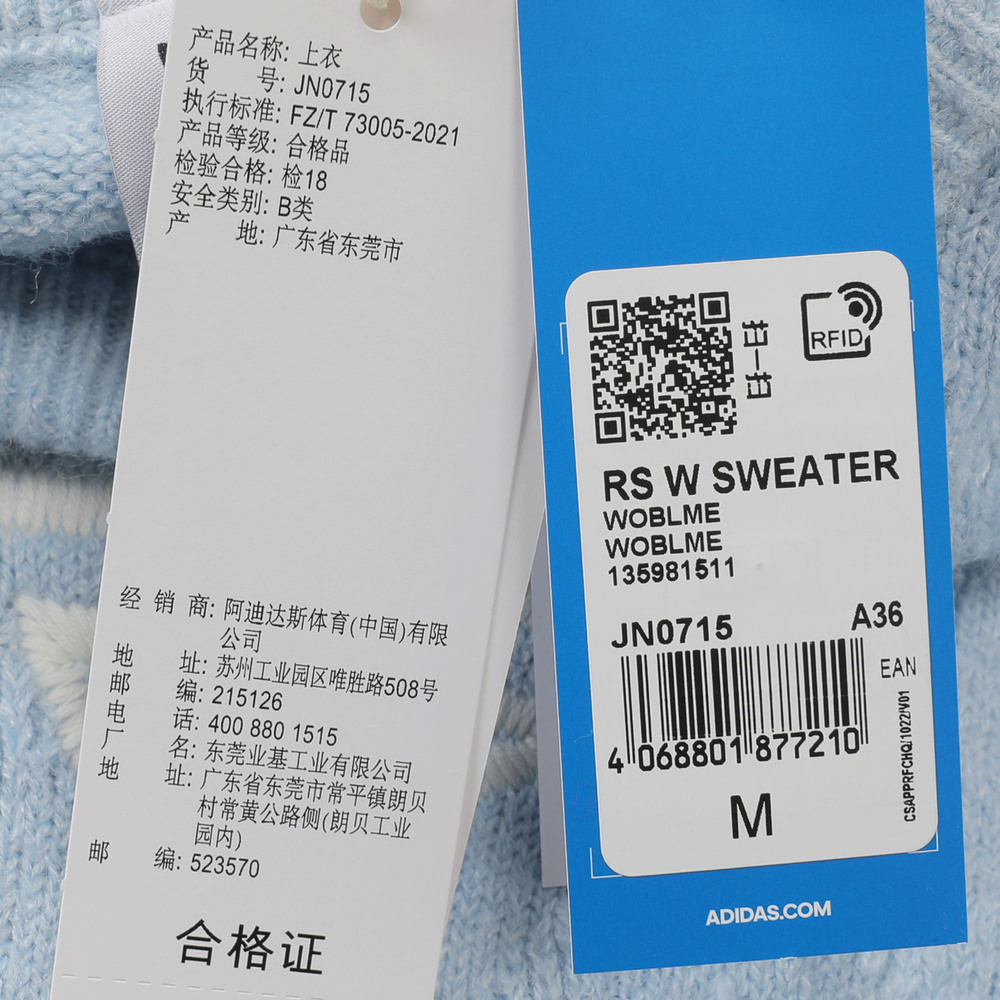 产品名称: 上衣
货 号: JN0715
执行标准: FZ/T 73005-2021
产品等级: 合格品
检验合格: 检18
安全类别: B类
产 地: 广东省东莞市
经 销 商: 阿迪达斯体育(中国)有限
公司
地 址: 苏州工业园区唯胜路508号
邮 编: 215126
电 话: 400 880 1515
厂 名: 东莞业基工业有限公司
地 址: 广东省东莞市常平镇朗贝
村常黄公路侧(朗贝工业
园内)
邮 编: 523570
合格证
RFID
RS W SWEATER
WOBLME
WOBLME
135981511
JN0715 A36
EAN
4 068801 877210
CSAPPRFCHQ/1022/V01
M
ADIDAS.COM